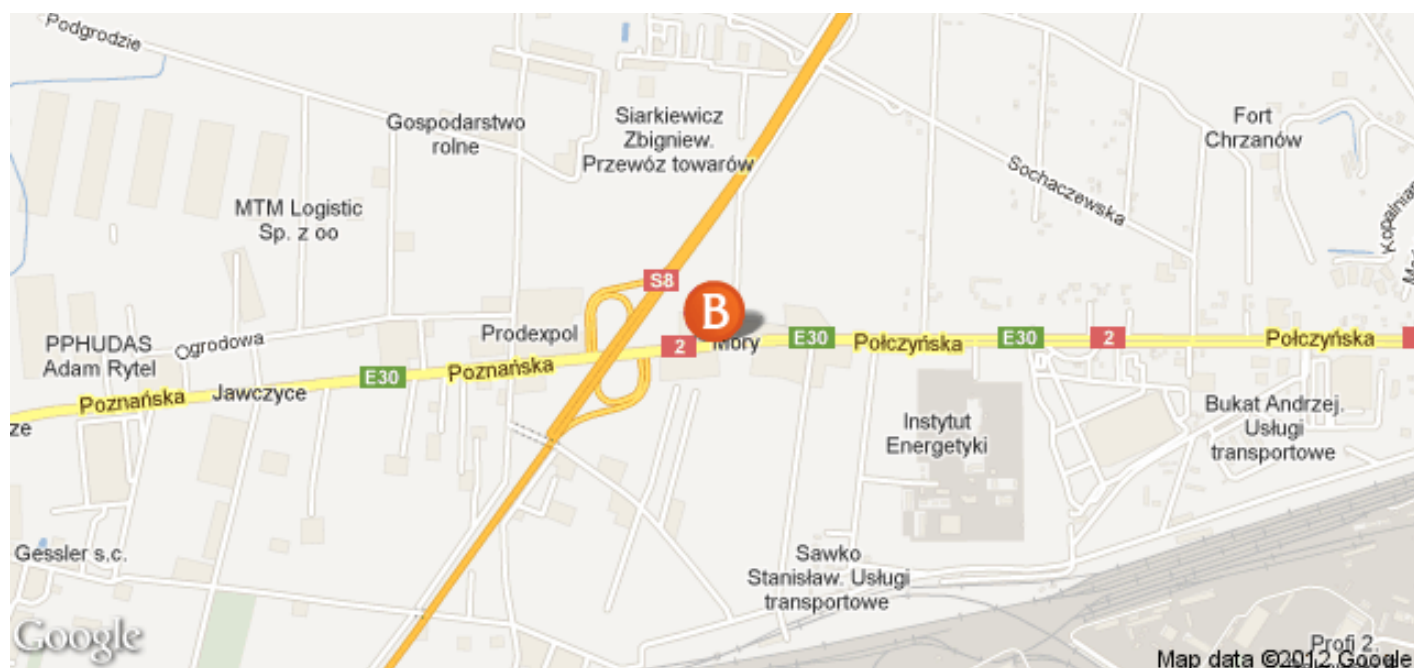 Podgrodzie
Gospodarstwo
rolne
Siarkiewicz
Zbigniew.
Przewóz towarów
Fort
Chrzanów
Sochaczewska
MTM Logistic
Sp. z oo
S8
B
Prodexpol
2
Mory
E30
Połczyńska
E30
2
Połczyńska
PPHUDAS
Adam Rytel
Ogrodowa
Jawczyce
E30
Poznańska
Poznańska
ze
Instytut
Energetyki
Bukat Andrzej.
Usługi
transportowe
Gessler s.c.
Sawko
Stanisław. Usługi
transportowe
Google
Profi 2.
Map data ©2012 Google